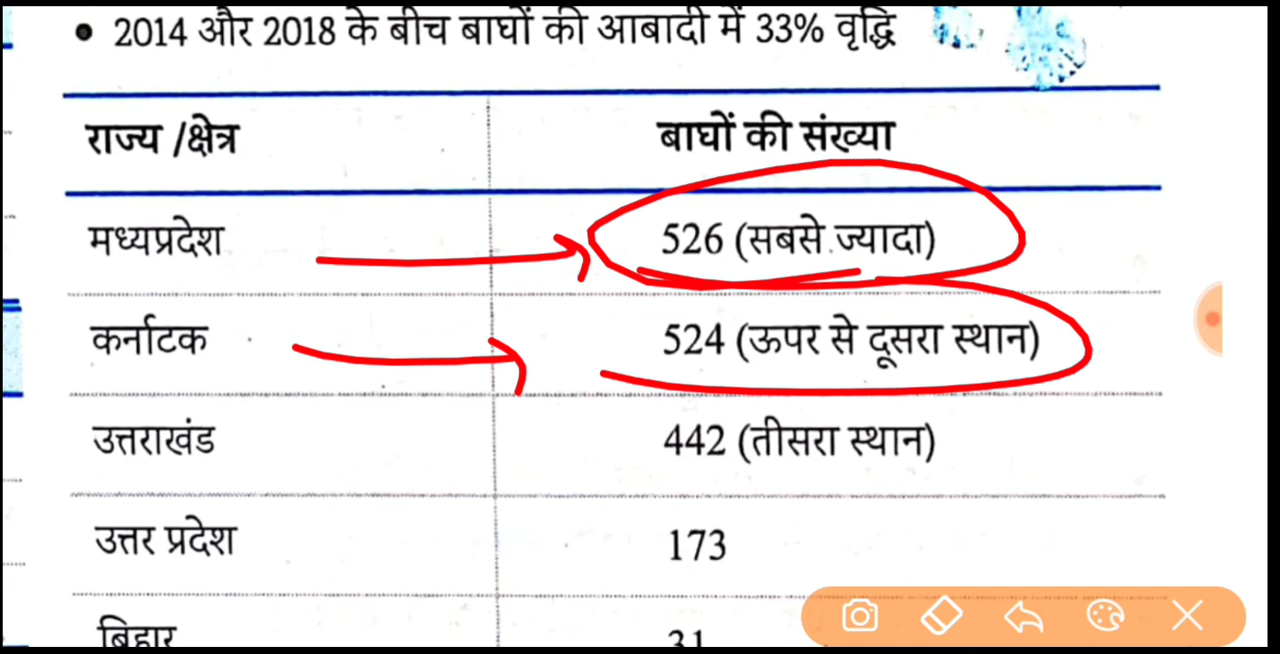 • 2014 और 2018 के बीच बाघों की आबादी में 33% वृद्धि
राज्य /क्षेत्र बाघों की संख्या
मध्यप्रदेश 526 (सबसे ज्यादा)
कर्नाटक 524 (ऊपर से दूसरा स्थान)
उत्तराखंड 442 (तीसरा स्थान)
उत्तर प्रदेश 173
बिहार 31